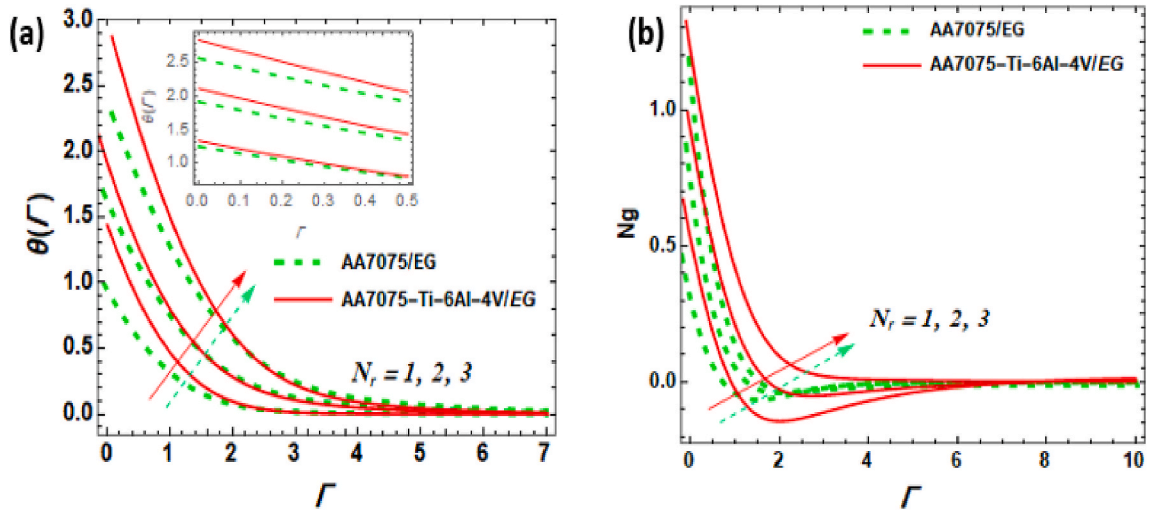 (a)
3.0
2.5
2.0
1.5
1.0
0.5
0.0
θ(Γ)
0 1 2 3 4 5 6 7
Γ
2.5
2.0
1.5
1.0
θ(Γ)
0.0 0.1 0.2 0.3 0.4 0.5
Γ
AA7075/EG
AA7075-Ti-6Al-4V/EG
Nr = 1, 2, 3
(b)
AA7075/EG
AA7075-Ti-6Al-4V/EG
1.0
0.5
0.0
Ng
Nr = 1, 2, 3
0 2 4 6 8 10
Γ